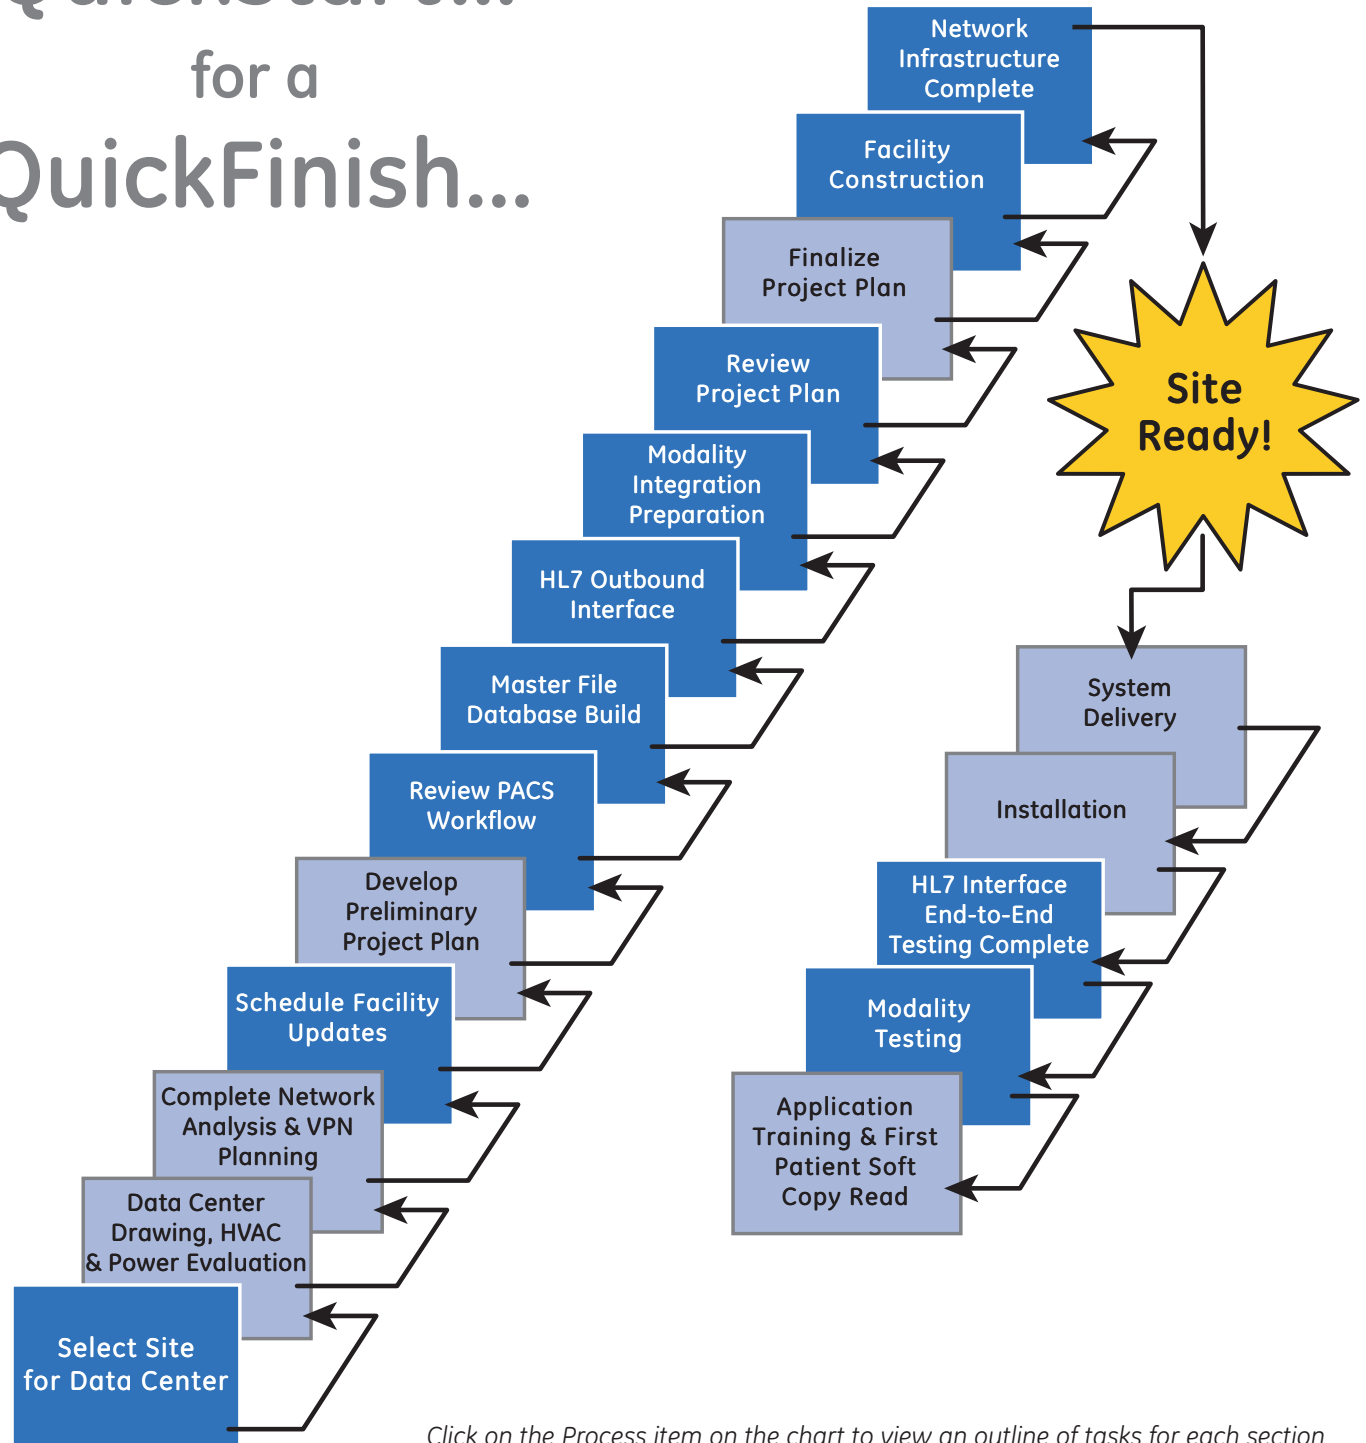 QuickStart...
for a
QuickFinish...
Network
Infrastructure
Complete
Facility
Construction
Finalize
Project Plan
Review
Project Plan
Modality
Integration
Preparation
HL7 Outbound
Interface
Master File
Database Build
Review PACS
Workflow
Develop
Preliminary
Project Plan
Schedule Facility
Updates
Complete Network
Analysis & VPN
Planning
Data Center
Drawing, HVAC
& Power Evaluation
Select Site
for Data Center
Site
Ready!
System
Delivery
Installation
HL7 Interface
End-to-End
Testing Complete
Modality
Testing
Application
Training & First
Patient Soft
Copy Read
Click on the Process item on the chart to view an outline of tasks for each section